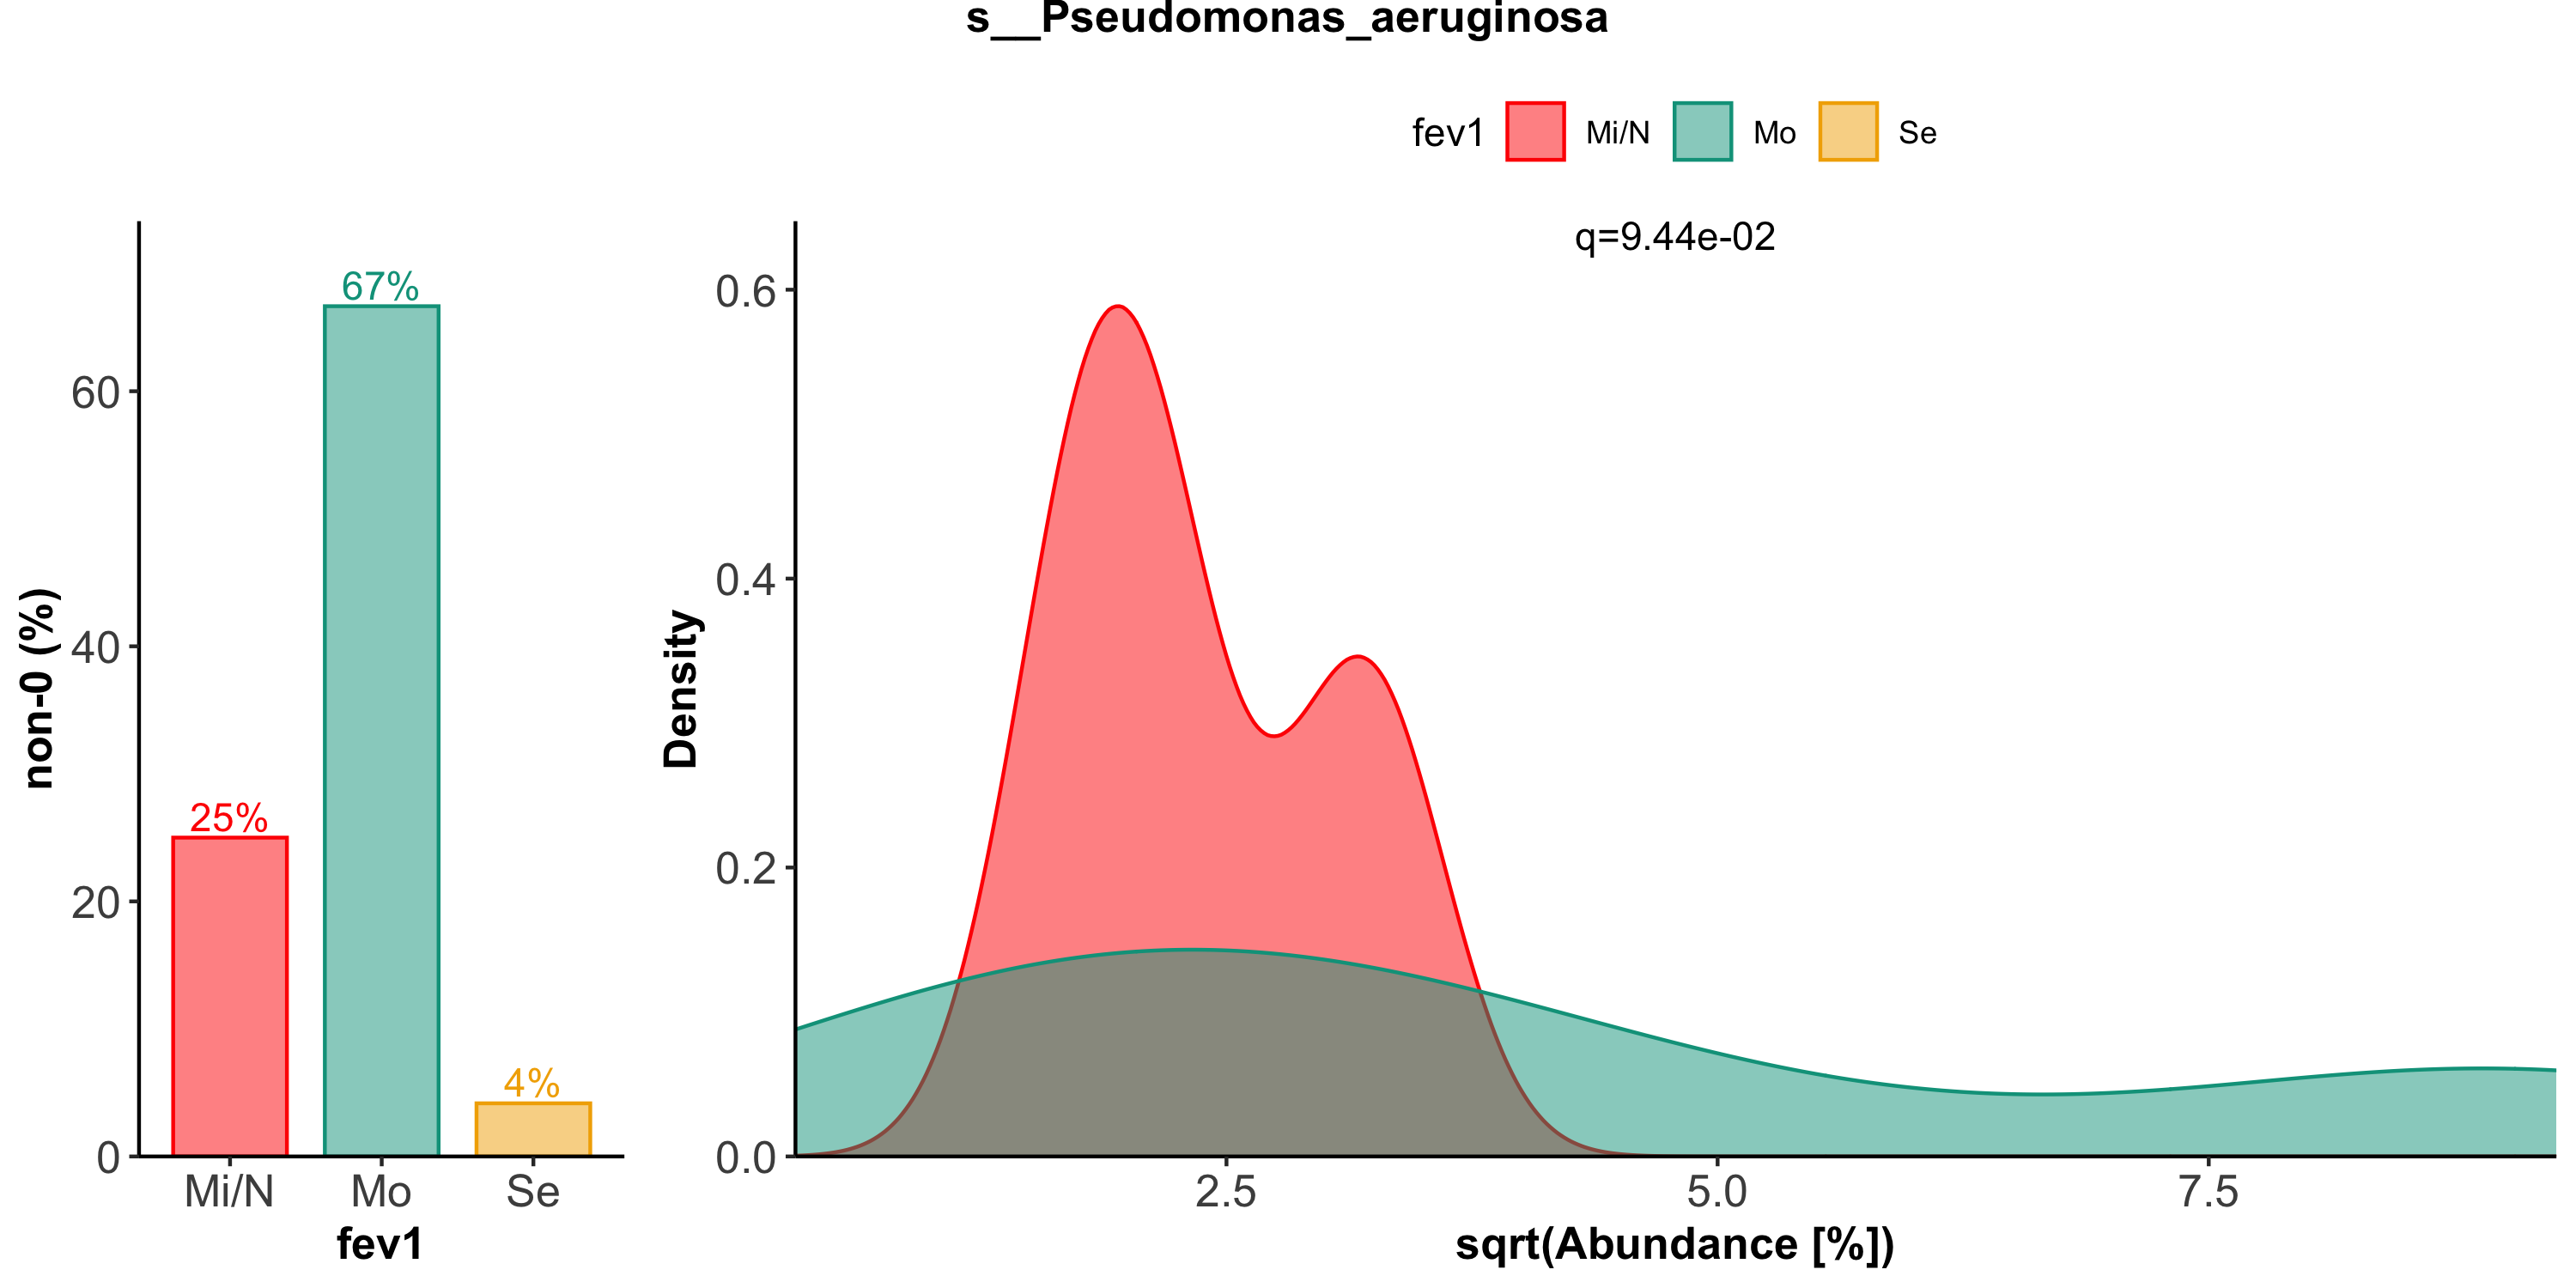 s__Pseudomonas_aeruginosa
fev1 Mi/N Mo Se
non-0 (%)
60
40
20
0
67%
25%
4%
Mi/N Mo Se
fev1
q=9.44e-02
Density
0.6
0.4
0.2
0.0
2.5 5.0 7.5
sqrt(Abundance [%])